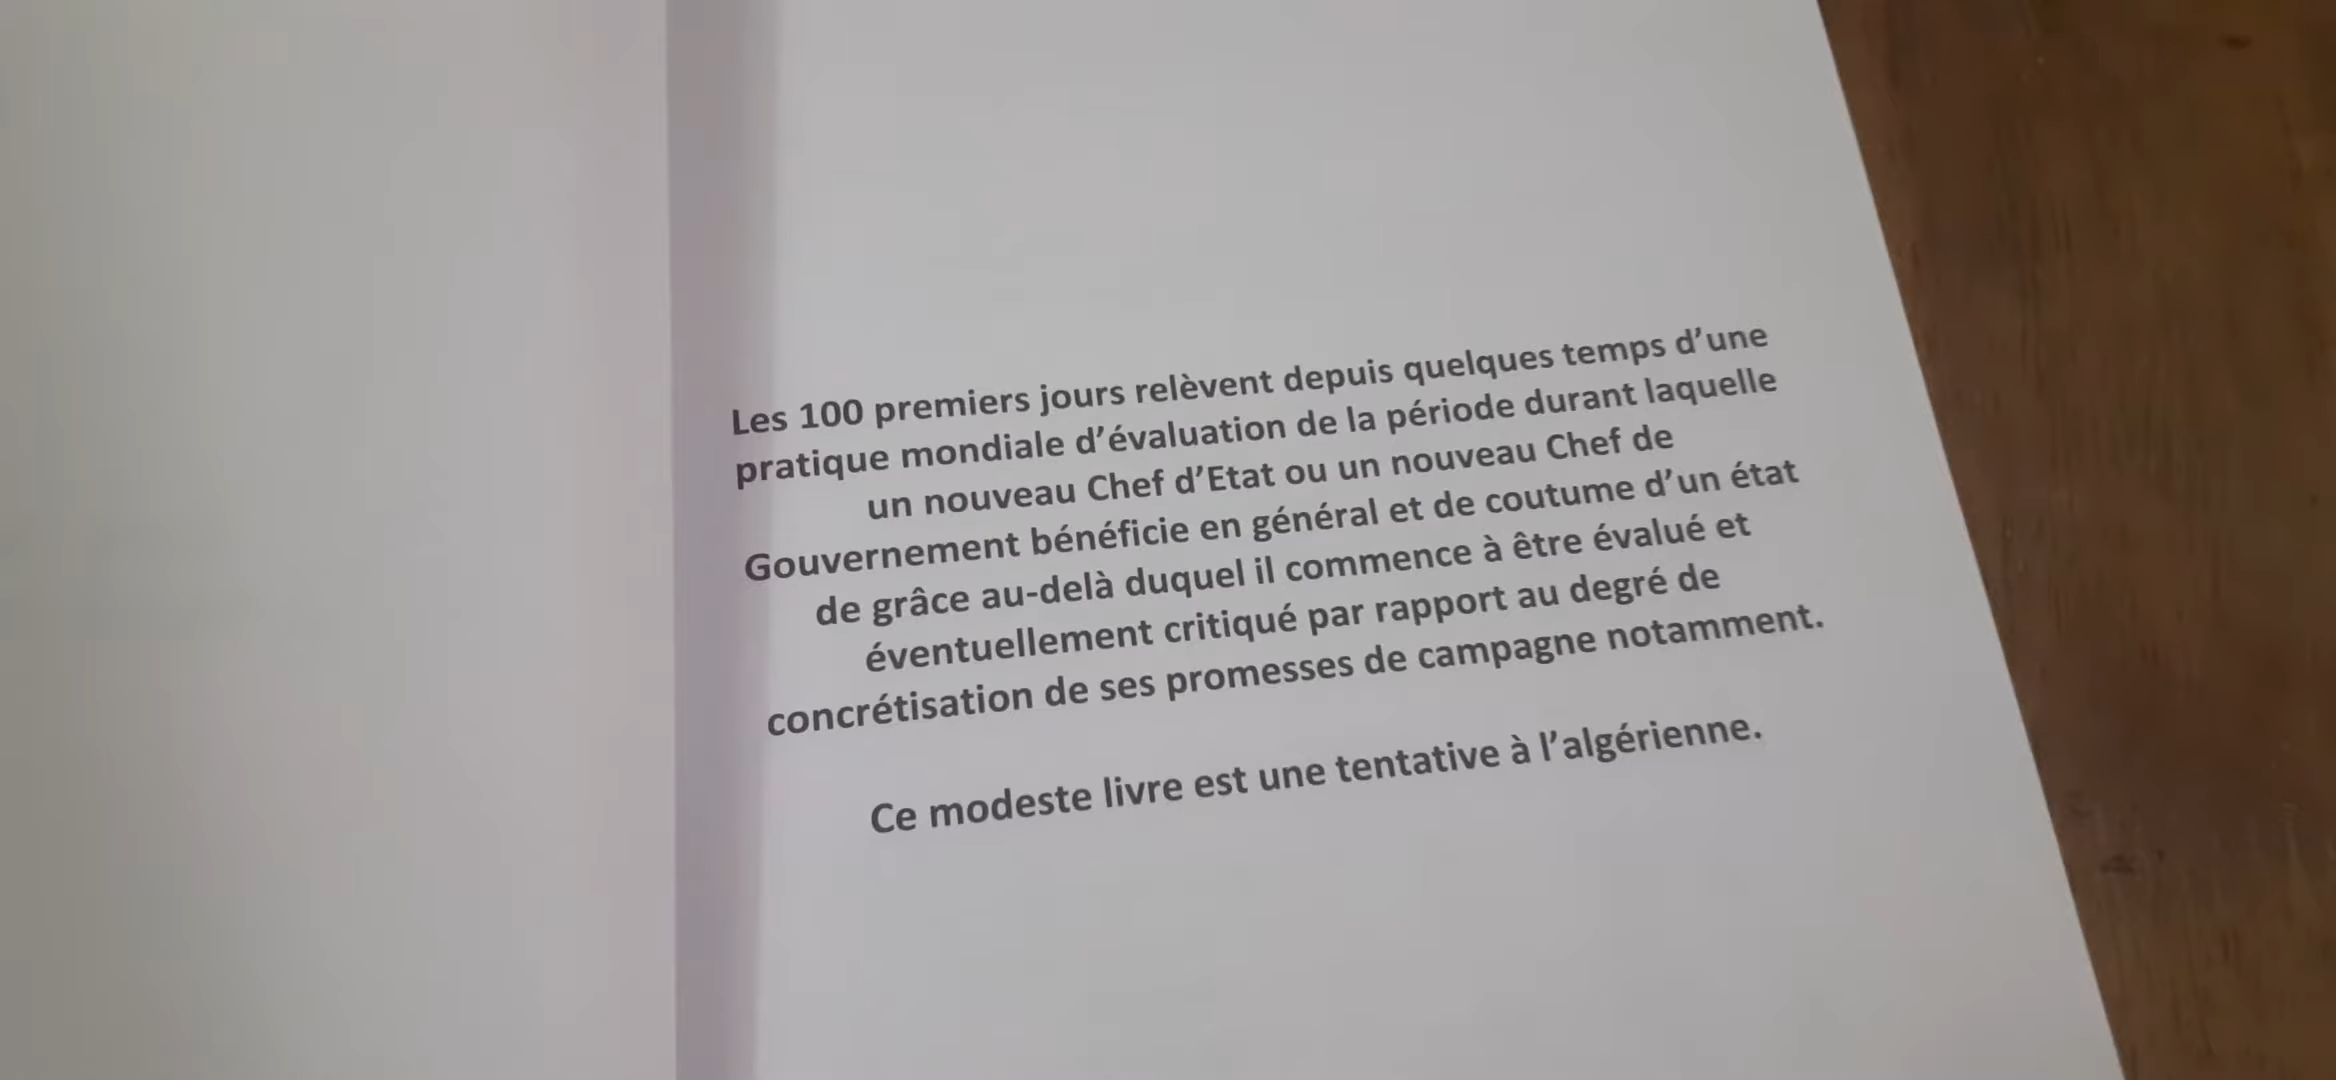 Les 100 premiers jours relèvent depuis quelques temps d’une
pratique mondiale d’évaluation de la période durant laquelle
un nouveau Chef d’Etat ou un nouveau Chef de
Gouvernement bénéficie en général et de coutume d’un état
de grâce au-delà duquel il commence à être évalué et
éventuellement critiqué par rapport au degré de
concrétisation de ses promesses de campagne notamment.
Ce modeste livre est une tentative à l’algérienne.